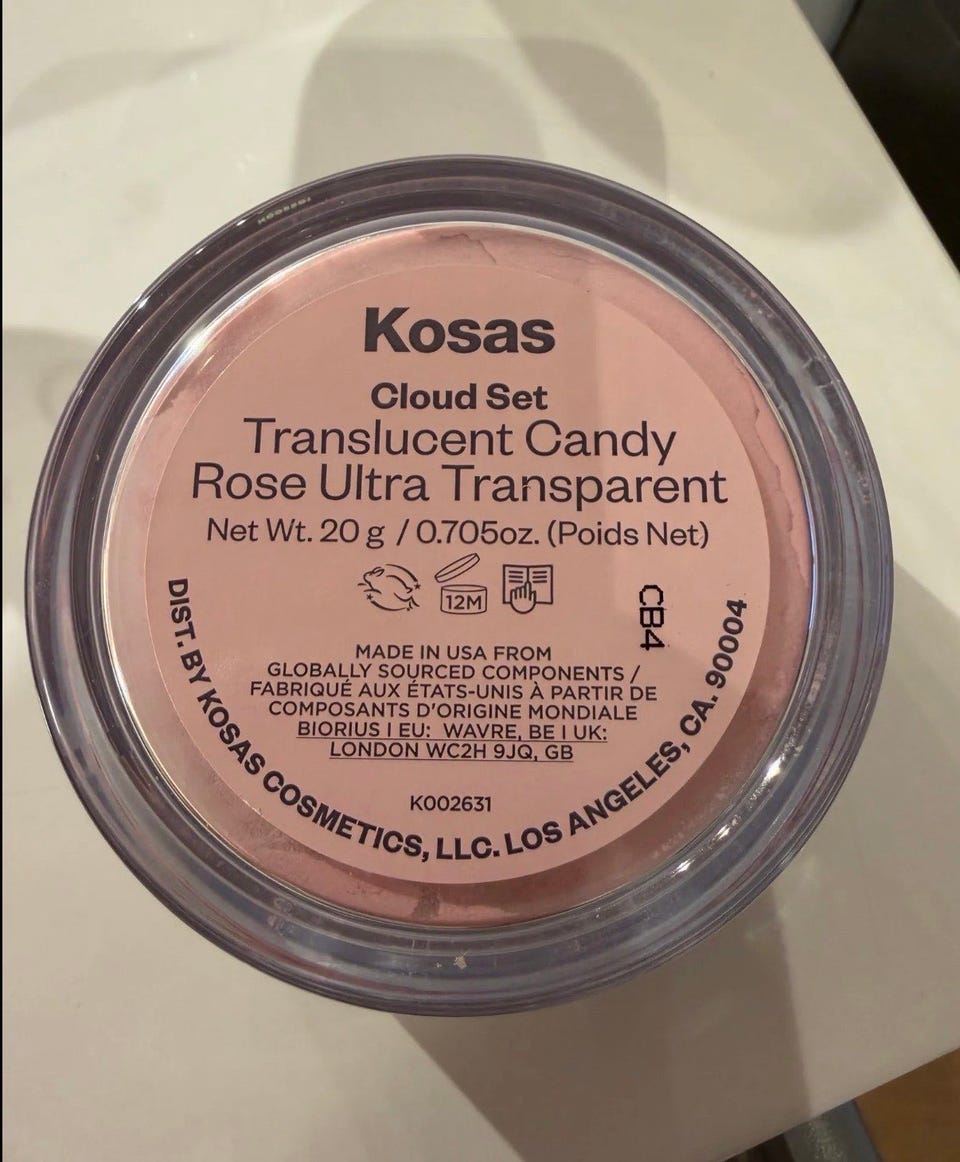 Kosas
Cloud Set
Translucent Candy
Rose Ultra Transparent
Net Wt. 20 g / 0.705oz. (Poids Net)
12M
CB4
MADE IN USA FROM
GLOBALLY SOURCED COMPONENTS /
FABRIQUÉ AUX ÉTATS-UNIS À PARTIR DE
COMPOSANTS D'ORIGINE MONDIALE
BIORIUS | EU: WAVRE, BE | UK:
LONDON WC2H 9JQ, GB
K002631
DIST. BY KOSAS COSMETICS, LLC. LOS ANGELES, CA. 90004